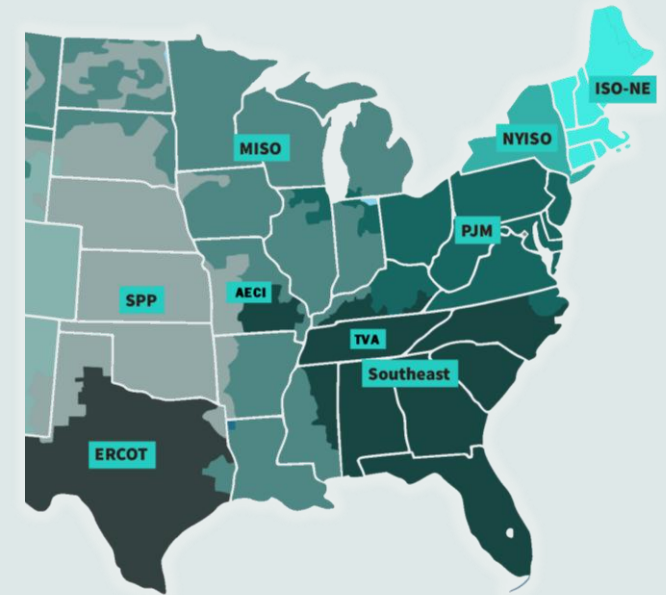 ISO-NE
NYISO
MISO
PJM
SPP
AECI
TVA
Southeast
ERCOT